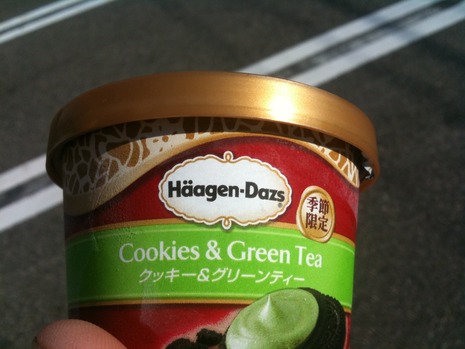 Häagen-Dazs
季節
限定
Cookies & Green Tea
クッキー&グリーンティー